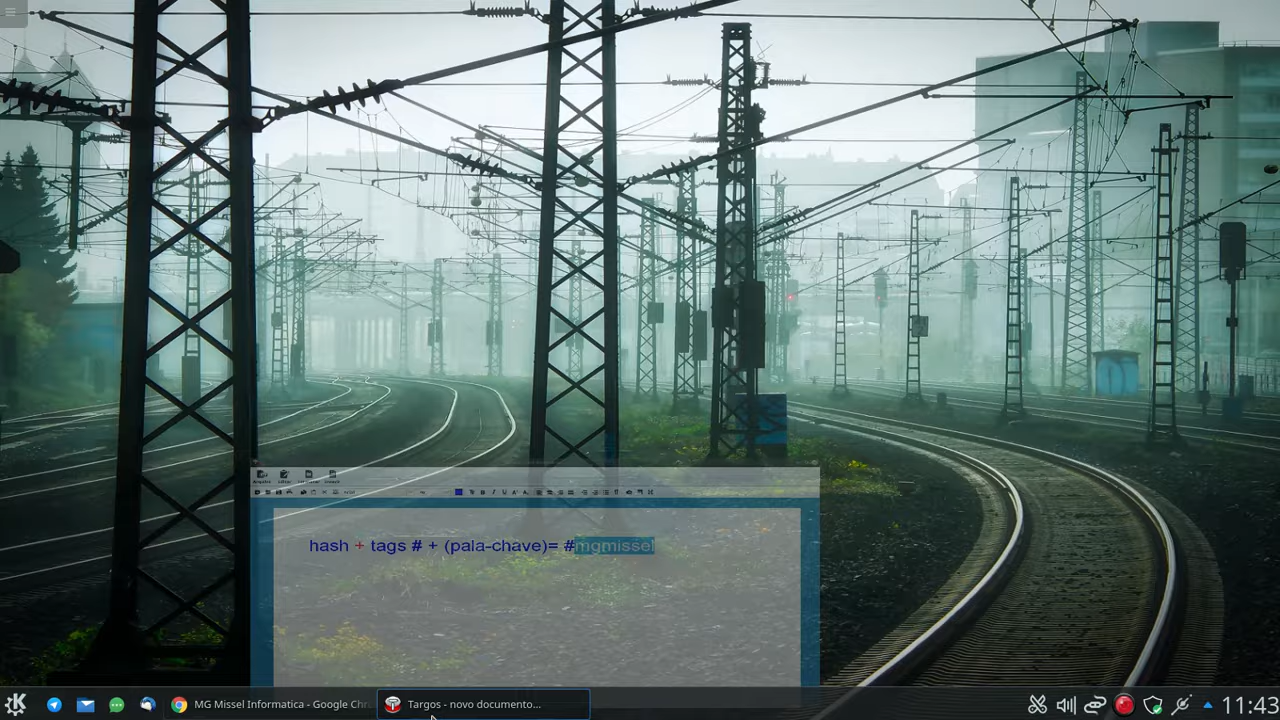 hash + tags # + (pala-chave)= #mgmissel
MG Missel Informatica - Google Chr
Targos - novo documento...
11:43